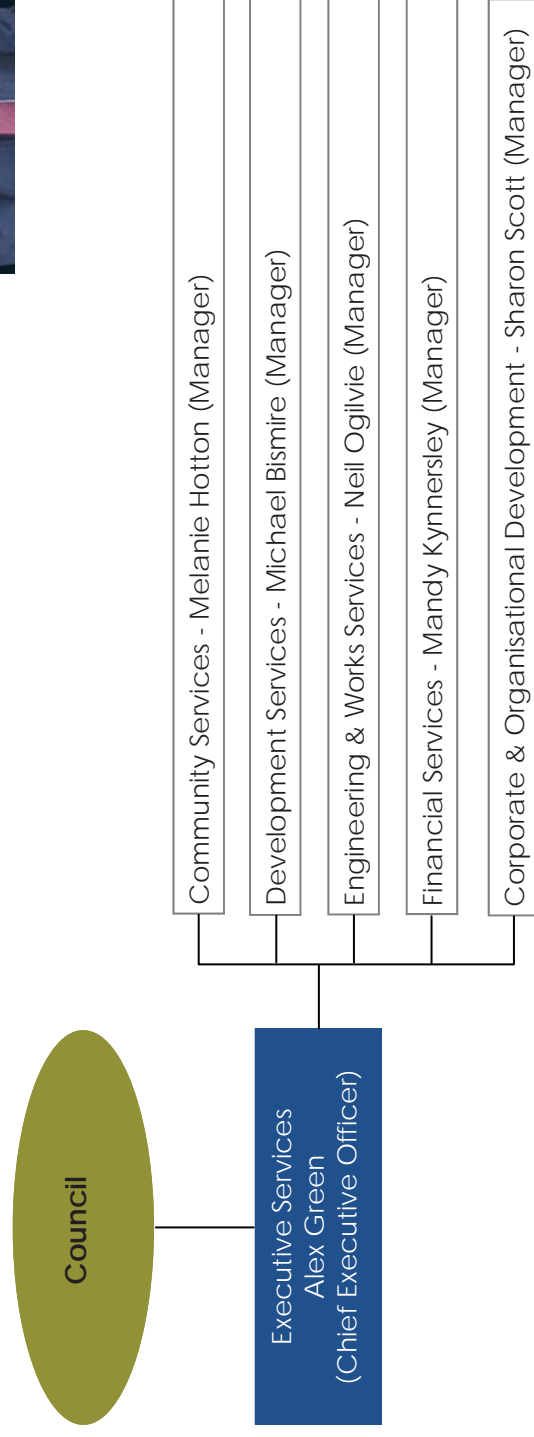 Council
Executive Services
Alex Green
(Chief Executive Officer)
Community Services - Melanie Hotton (Manager)
Development Services - Michael Bismire (Manager)
Engineering & Works Services - Neil Ogilvie (Manager)
Financial Services - Mandy Kynnersley (Manager)
Corporate & Organisational Development - Sharon Scott (Manager)